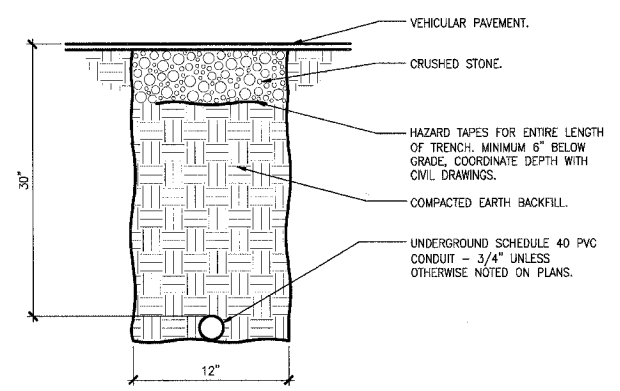 VEHICULAR PAVEMENT.
CRUSHED STONE.
HAZARD TAPES FOR ENTIRE LENGTH
OF TRENCH. MINIMUM 6" BELOW
GRADE, COORDINATE DEPTH WITH
CIVIL DRAWINGS.
30"
COMPACTED EARTH BACKFILL.
UNDERGROUND SCHEDULE 40 PVC
CONDUIT - 3/4" UNLESS
OTHERWISE NOTED ON PLANS.
12"